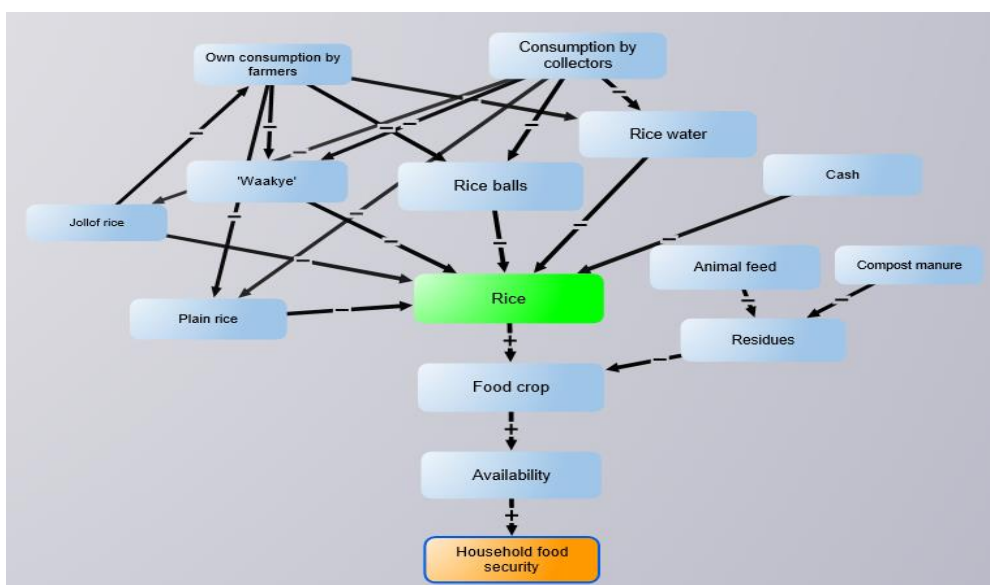 Own consumption by
farmers
Consumption by
collectors
Rice water
'Waakye'
Rice balls
Cash
Jollof rice
Animal feed
Compost manure
Rice
Plain rice
Residues
Food crop
Availability
Household food
security